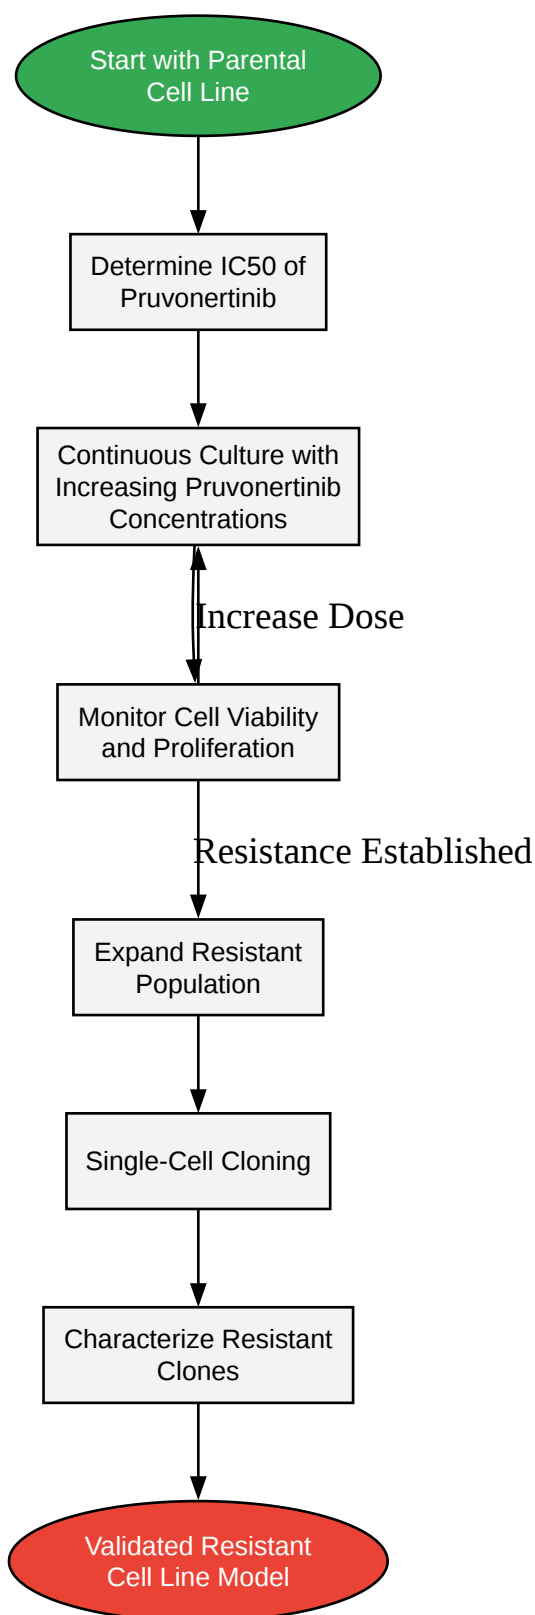 Start with Parental
Cell Line
Determine IC50 of
Pruvonertinib
Continuous Culture with
Increasing Pruvonertinib
Concentrations
Increase Dose
Monitor Cell Viability
and Proliferation
Resistance Established
Expand Resistant
Population
Single-Cell Cloning
Characterize Resistant
Clones
Validated Resistant
Cell Line Model